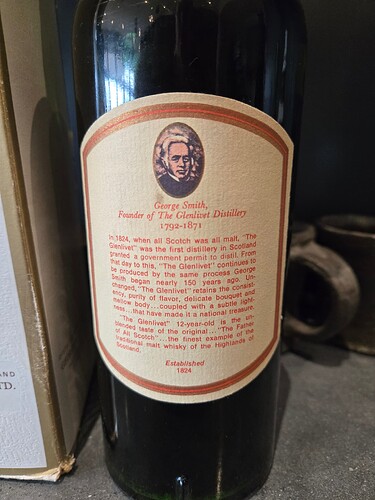 George Smith,
Founder of The Glenlivet Distillery
1792-1871
In 1824, when all Scotch was all malt, "The
Glenlivet" was the first distillery in Scotland
granted a government permit to distil. From
that day to this, "The Glenlivet" continues to
be produced by the same process George
Smith began nearly 150 years ago. Un-
changed, "The Glenlivet" retains the consist-
ency, purity of flavor, delicate bouquet and
mellow body...coupled with a subtle light-
ness...that have made it a national treasure.
"The Glenlivet" 12-year-old is the un-
blended taste of the original..."The Father
of All Scotch"...the finest example of the
traditional malt whisky of the Highlands of
Scotland.
Established
1824
AND
TD.